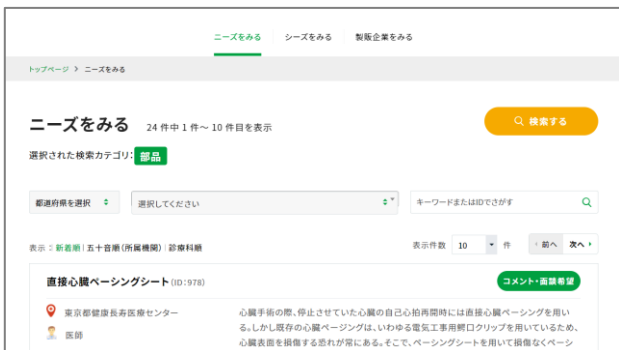 ニーズをみる シーズをみる 製販企業をみる
トップページ > ニーズをみる
ニーズをみる 24 件中 1 件〜 10 件目を表示 検索する
選択された検索カテゴリ: 部品
都道府県を選択 選択してください キーワードまたはIDでさがす
表示：新着順 | 五十音順(所属機関) | 診療科順 表示件数 10 件 前へ 次へ
直接心臓ペーシングシート (ID:978) コメント・面談希望
東京都健康長寿医療センター
医師
心臓手術の際、停止させていた心臓の自己心拍再開時には直接心臓ペーシングを用い
る。しかし既存の心臓ページングは、いわゆる電気工事用鰐口クリップを用いているため、
心臓表面を損傷する恐れが常にある。そこで、ペーシングシートを用いて損傷なくペーシ